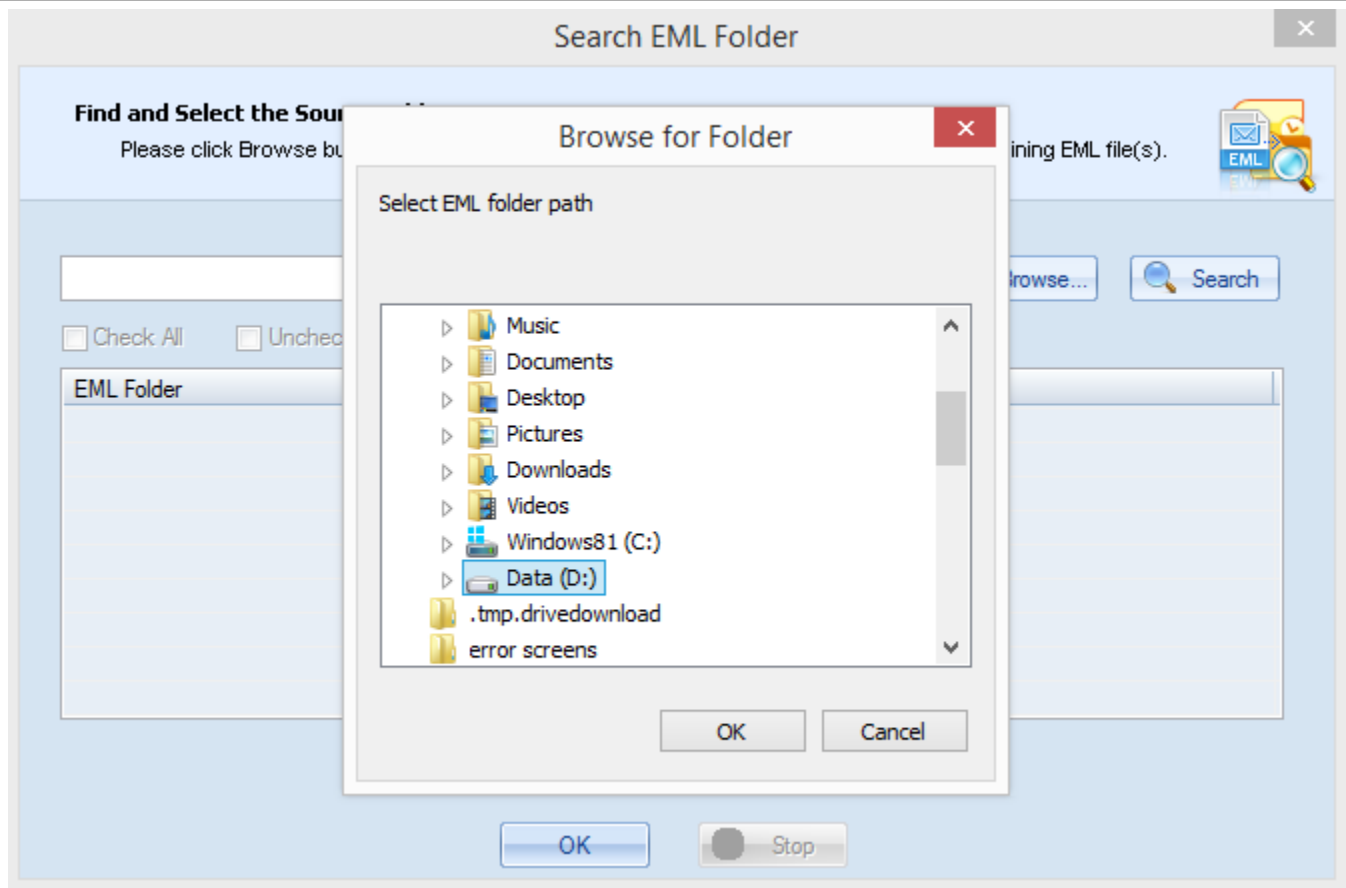 Search EML Folder
Find and Select the Sour
Please click Browse bu
ining EML file(s).
EML
Browse for Folder
Select EML folder path
rowse...
Search
Check All
Unchec
EML Folder
Music
Documents
Desktop
Pictures
Downloads
Videos
Windows81 (C:)
Data (D:)
.tmp.drivedownload
error screens
OK
Cancel
OK
Stop